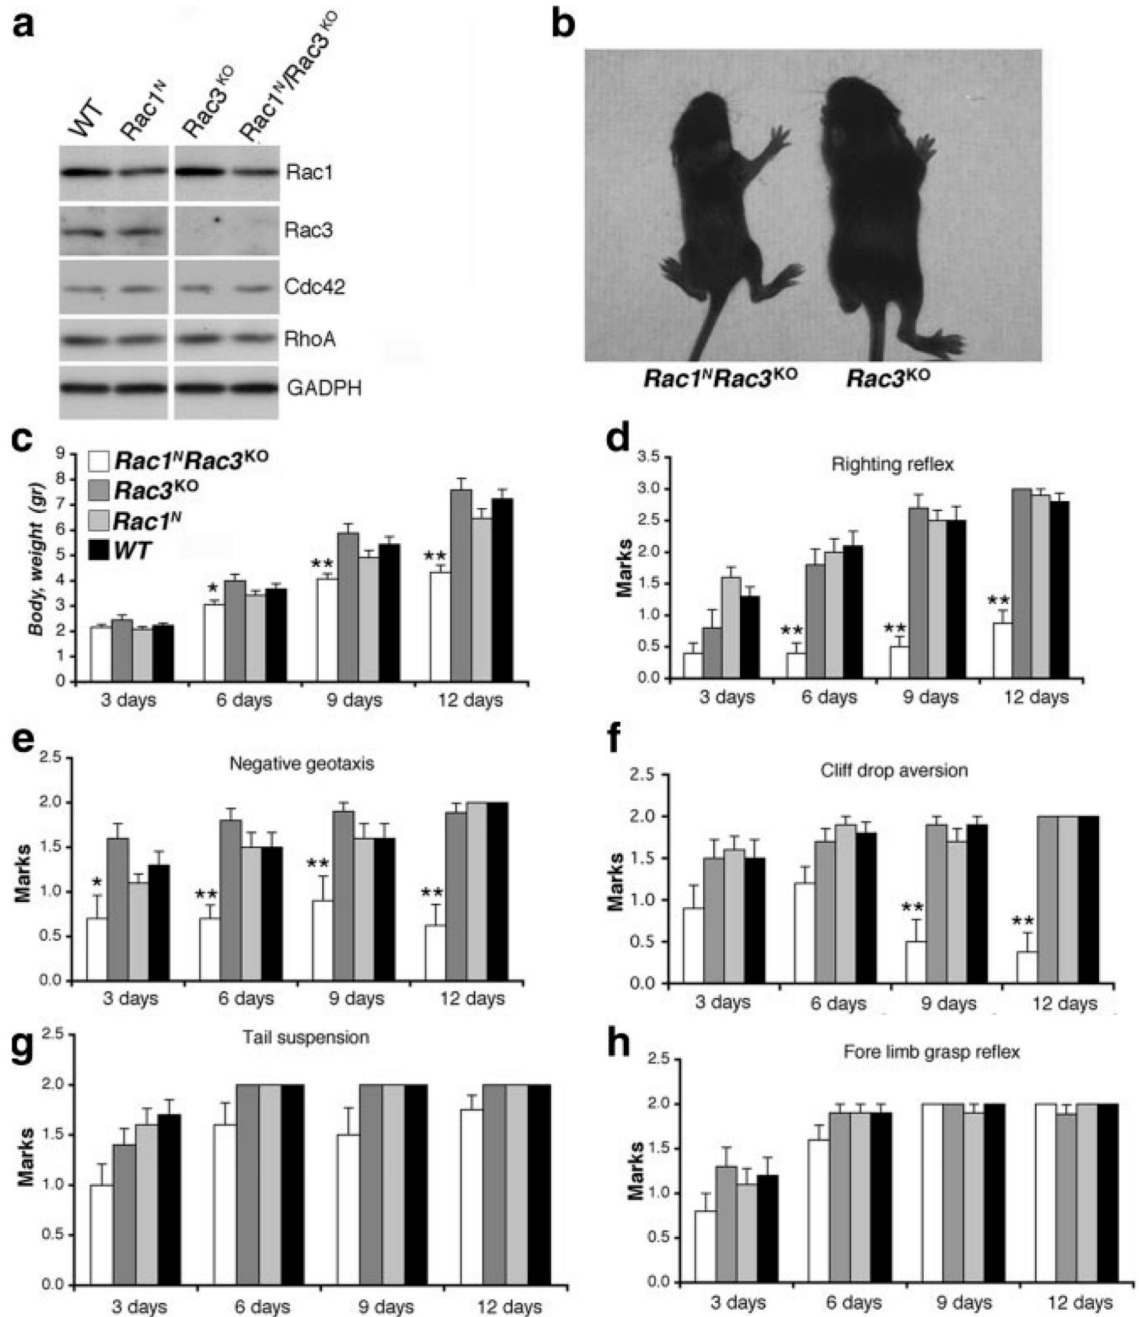 a
WT
Rac1N
Rac3KO
Rac1N/Rac3KO
Rac1
Rac3
Cdc42
RhoA
GADPH
b
Rac1NRac3KO
Rac3KO
c
Body, weight (gr)
9
8
7
6
5
4
3
2
1
0
Rac1NRac3KO
Rac3KO
Rac1N
WT
*
**
**
3 days
6 days
9 days
12 days
d
Righting reflex
Marks
3.5
3.0
2.5
2.0
1.5
1.0
0.5
0.0
**
**
**
3 days
6 days
9 days
12 days
e
Negative geotaxis
Marks
2.5
2.0
1.5
1.0
0.5
0.0
*
**
**
**
3 days
6 days
9 days
12 days
f
Cliff drop aversion
Marks
2.5
2.0
1.5
1.0
0.5
0.0
**
**
3 days
6 days
9 days
12 days
g
Tail suspension
Marks
2.5
2.0
1.5
1.0
0.5
0.0
3 days
6 days
9 days
12 days
h
Fore limb grasp reflex
Marks
2.5
2.0
1.5
1.0
0.5
0.0
3 days
6 days
9 days
12 days